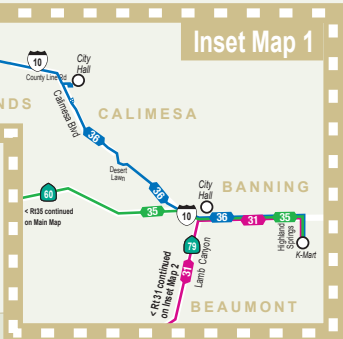 Inset Map 1
City
Hall
10
County Line Rd
NDS
Calimesa Blvd
CALIMESA
36
Desert
Lawn
36
City
Hall
BANNING
60
35
10
36
31
35
< Rt35 continued
on Main Map
79
Highland
Springs
K-Mart
< Rt 31 continued
on Inset Map 2
31
Lamb Canyon
BEAUMONT